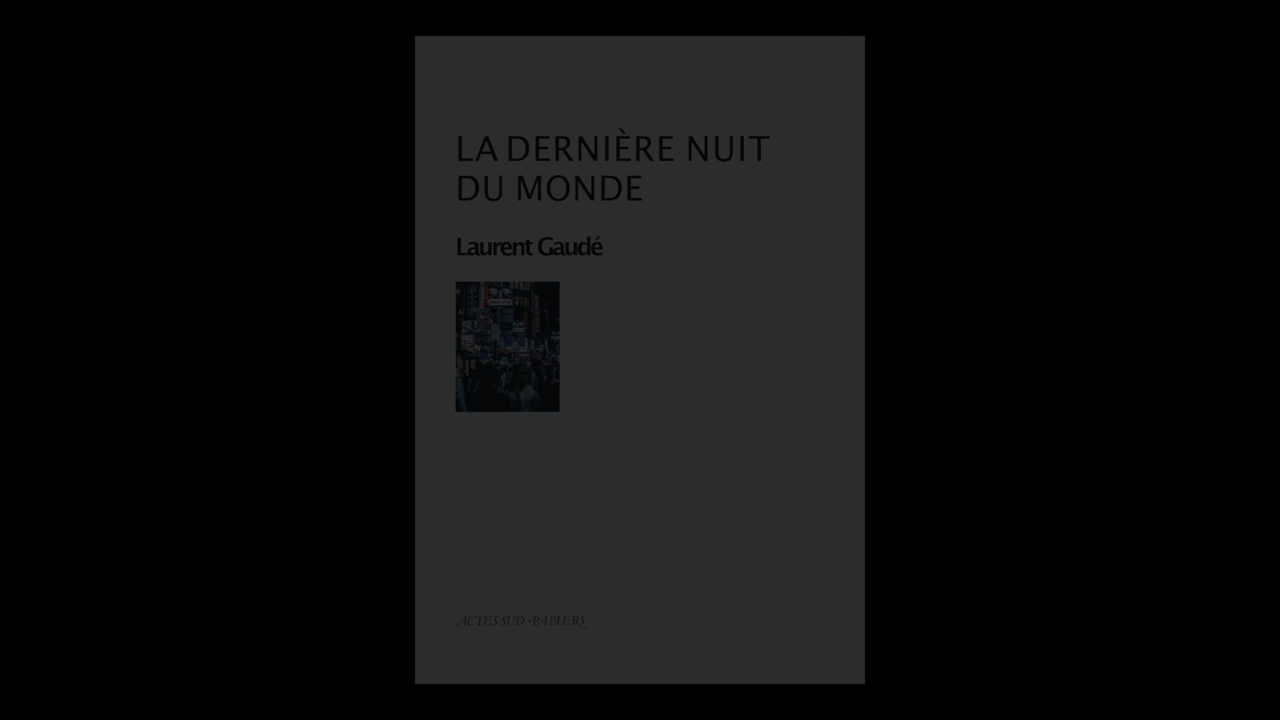 LA DERNIÈRE NUIT
DU MONDE
Laurent Gaudé
ACTES SUD-PAPIERS